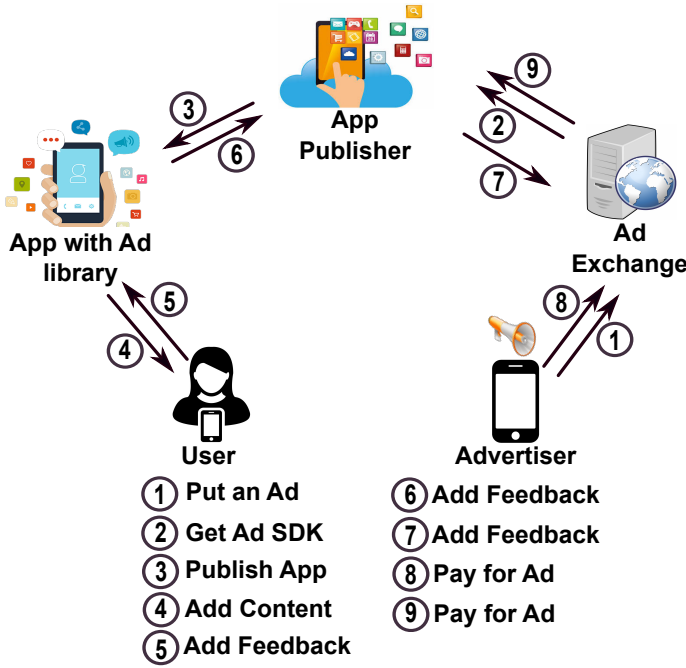 App
Publisher
3
6
9
2
7
App with Ad
library
Ad
Exchange
5
4
8
1
User
Advertiser
1 Put an Ad
2 Get Ad SDK
3 Publish App
4 Add Content
5 Add Feedback
6 Add Feedback
7 Add Feedback
8 Pay for Ad
9 Pay for Ad